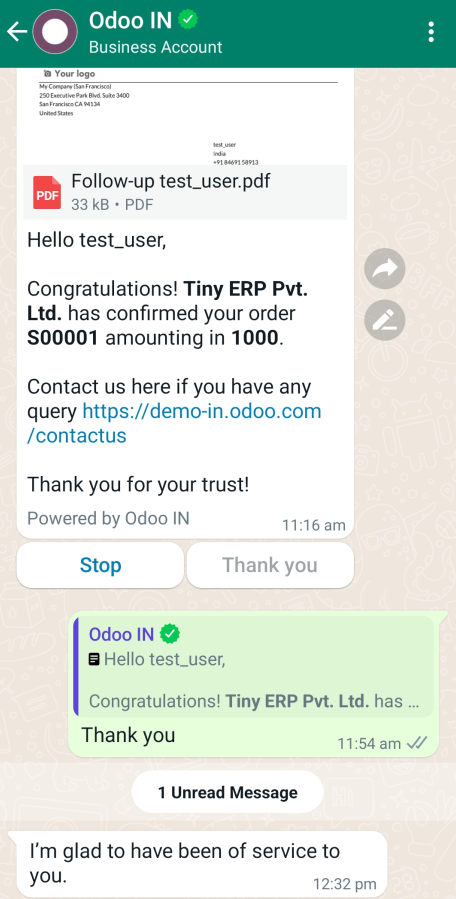 Odoo IN
Business Account
Your logo
My Company (San Francisco)
250 Executive Park Blvd, Suite 3400
San Francisco CA 94134
United States
test_user
India
+91 84691 58913
PDF
Follow-up test_user.pdf
33 kB • PDF
Hello test_user,
Congratulations! Tiny ERP Pvt.
Ltd. has confirmed your order
S00001 amounting in 1000.
Contact us here if you have any
query https://demo-in.odoo.com
/contactus
Thank you for your trust!
Powered by Odoo IN
11:16 am
Stop
Thank you
Odoo IN
Hello test_user,
Congratulations! Tiny ERP Pvt. Ltd. has ...
Thank you
11:54 am
1 Unread Message
I’m glad to have been of service to
you.
12:32 pm